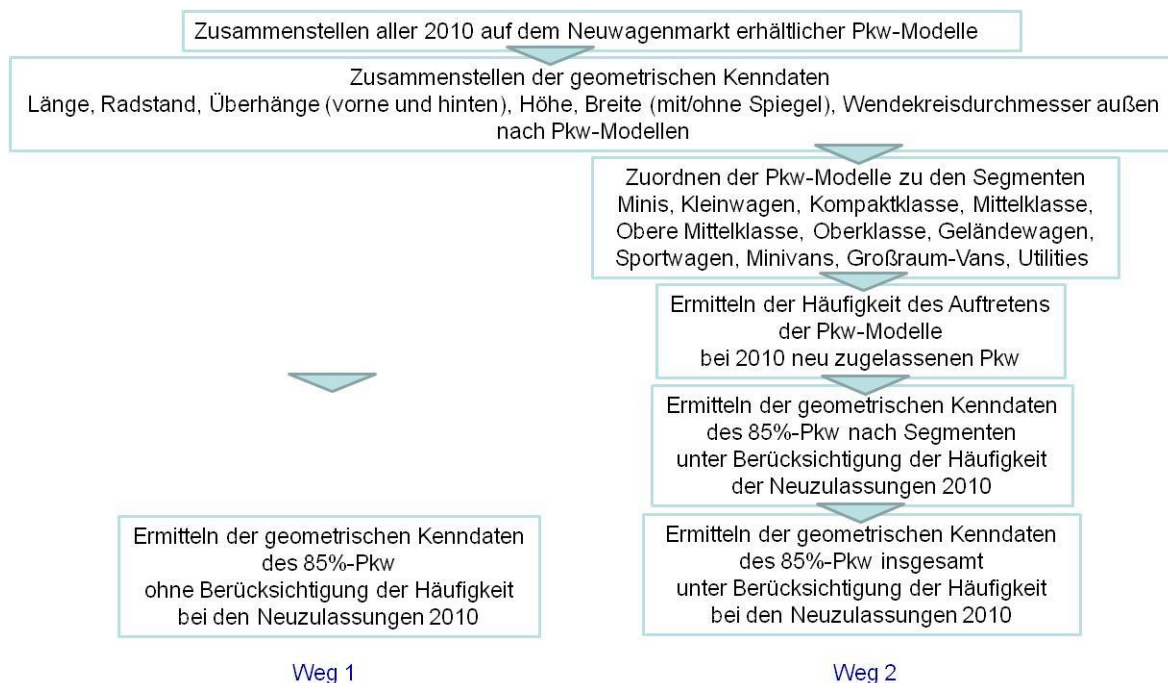 Zusammenstellen aller 2010 auf dem Neuwagenmarkt erhältlicher Pkw-Modelle
Zusammenstellen der geometrischen Kenndaten
Länge, Radstand, Überhänge (vorne und hinten), Höhe, Breite (mit/ohne Spiegel), Wendekreisdurchmesser außen
nach Pkw-Modellen
Zuordnen der Pkw-Modelle zu den Segmenten
Minis, Kleinwagen, Kompaktklasse, Mittelklasse,
Obere Mittelklasse, Oberklasse, Geländewagen,
Sportwagen, Minivans, Großraum-Vans, Utilities
Ermitteln der Häufigkeit des Auftretens
der Pkw-Modelle
bei 2010 neu zugelassenen Pkw
Ermitteln der geometrischen Kenndaten
des 85%-Pkw nach Segmenten
unter Berücksichtigung der Häufigkeit
der Neuzulassungen 2010
Ermitteln der geometrischen Kenndaten
des 85%-Pkw
ohne Berücksichtigung der Häufigkeit
bei den Neuzulassungen 2010
Ermitteln der geometrischen Kenndaten
des 85%-Pkw insgesamt
unter Berücksichtigung der Häufigkeit
bei den Neuzulassungen 2010
Weg 1
Weg 2